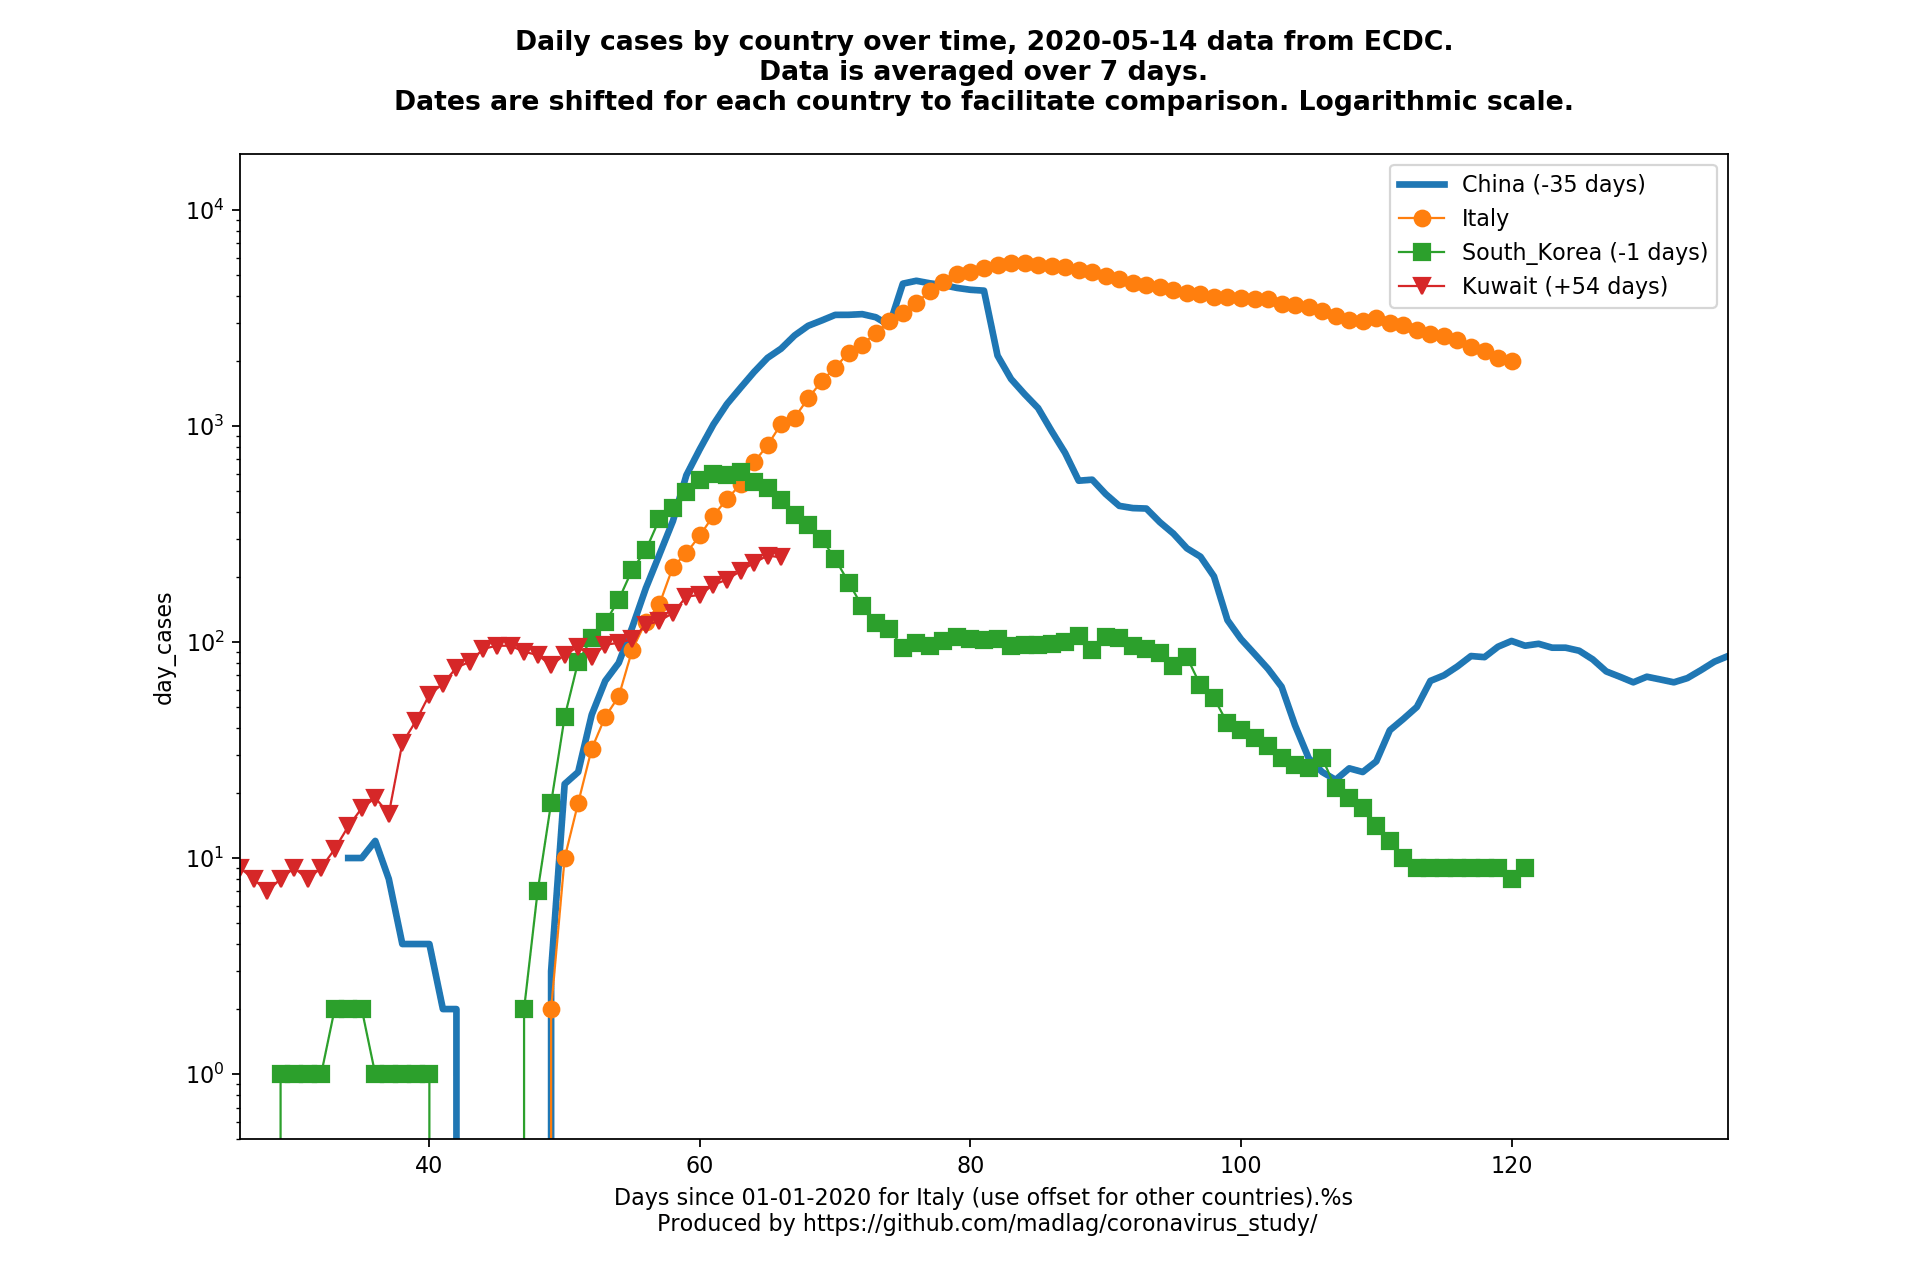 Daily cases by country over time, 2020-05-14 data from ECDC.
Data is averaged over 7 days.
Dates are shifted for each country to facilitate comparison. Logarithmic scale.
China (-35 days)
Italy
South_Korea (-1 days)
Kuwait (+54 days)
day_cases
10⁴
10³
10²
10¹
10⁰
40 60 80 100 120
Days since 01-01-2020 for Italy (use offset for other countries).%s
Produced by https://github.com/madlag/coronavirus_study/